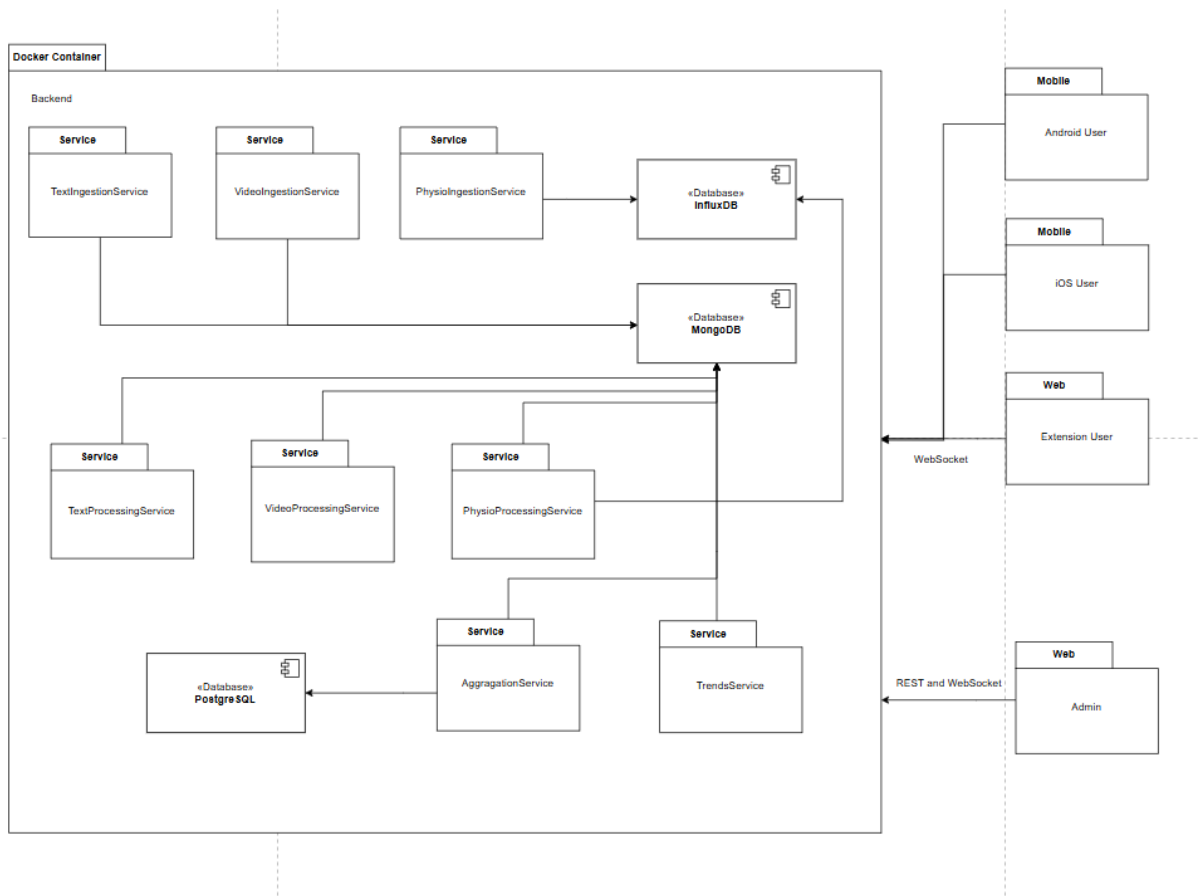 Docker Container
Backend
Service
TextIngestionService
Service
VideoIngestionService
Service
PhysioIngestionService
«Database»
InfluxDB
«Database»
MongoDB
Service
TextProcessingService
Service
VideoProcessingService
Service
PhysioProcessingService
«Database»
PostgreSQL
Service
AggragationService
Service
TrendsService
Mobile
Android User
Mobile
iOS User
Web
Extension User
WebSocket
Web
Admin
REST and WebSocket